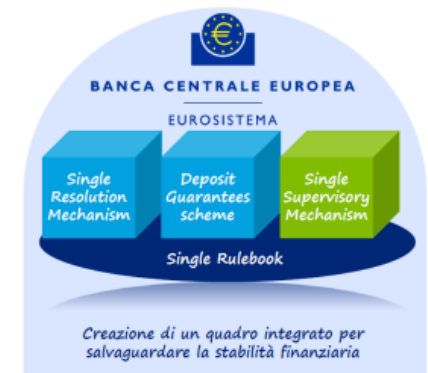 BANCA CENTRALE EUROPEA
EUROSISTEMA
Single
Resolution
Mechanism
Deposit
Guarantees
scheme
Single
Supervisory
Mechanism
Single Rulebook
Creazione di un quadro integrato per
salvaguardare la stabilità finanziaria